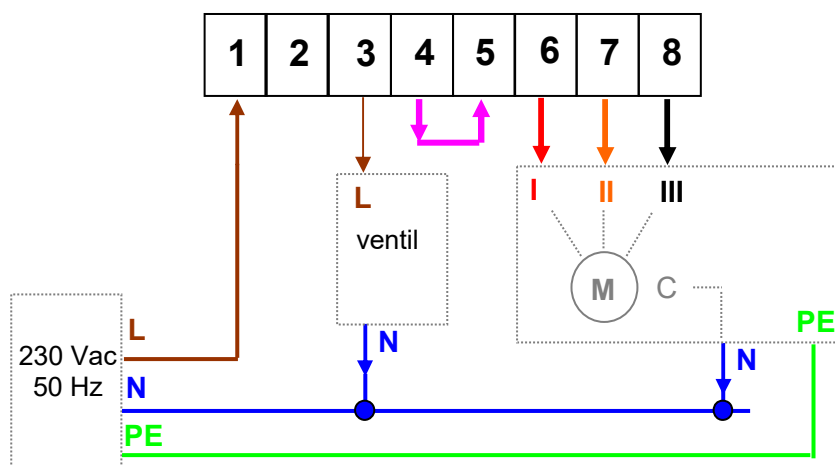 1 2 3 4 5 6 7 8
I II III
L
ventil
M C
PE
L
N N
230 Vac
50 Hz
N
PE